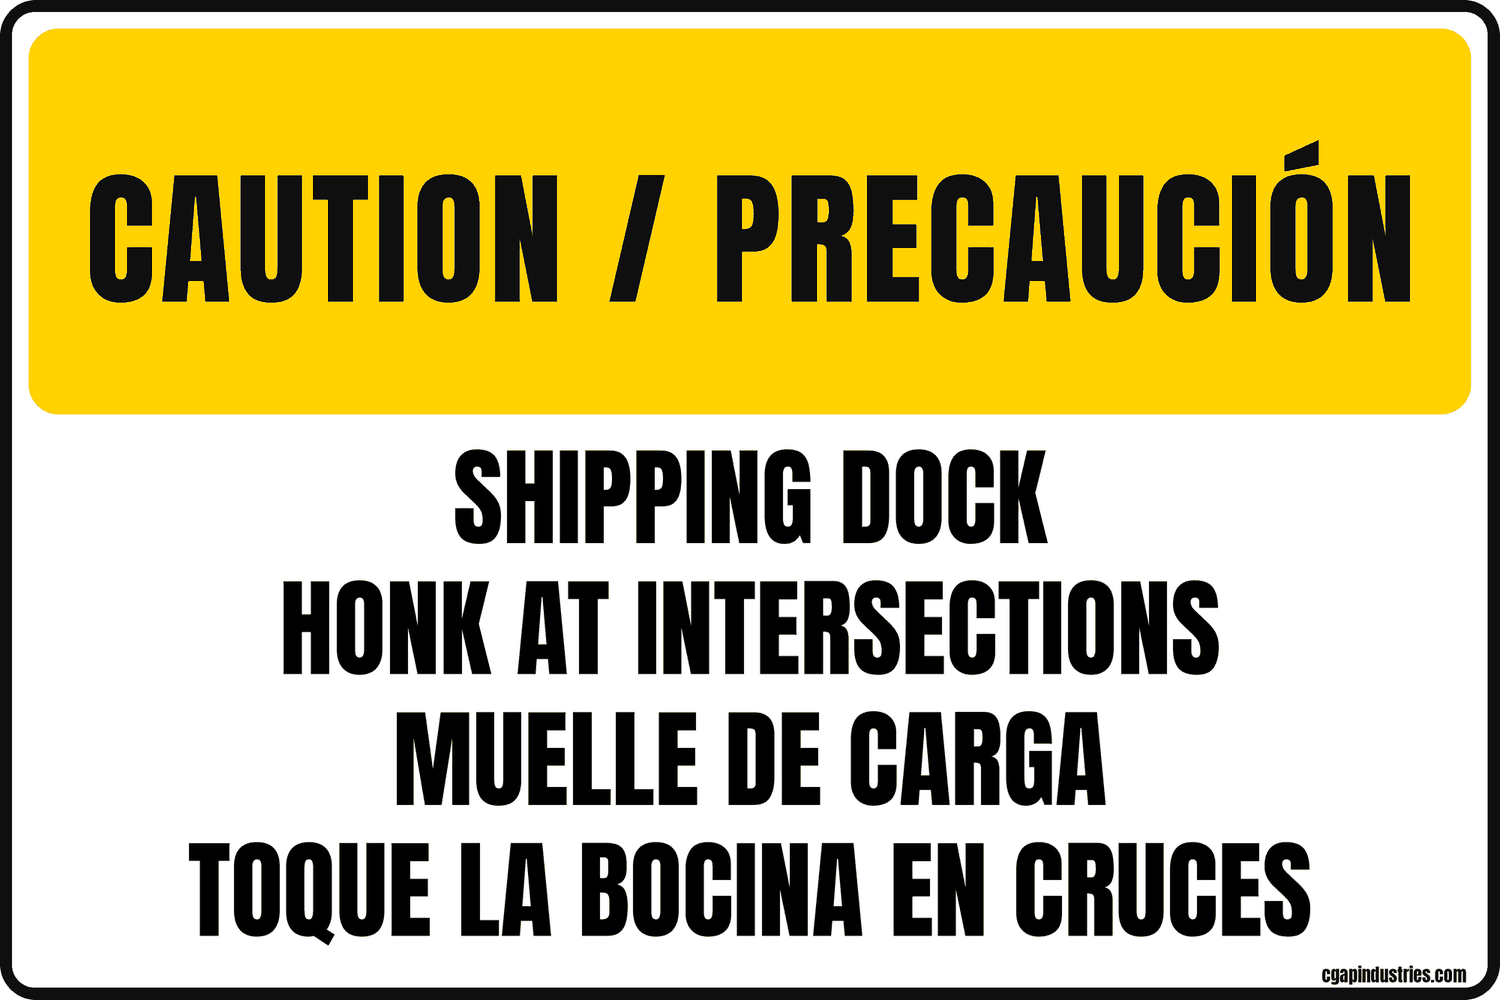 CAUTION / PRECAUCIÓN
SHIPPING DOCK
HONK AT INTERSECTIONS
MUELLE DE CARGA
TOQUE LA BOCINA EN CRUCES
cgapindustries.com